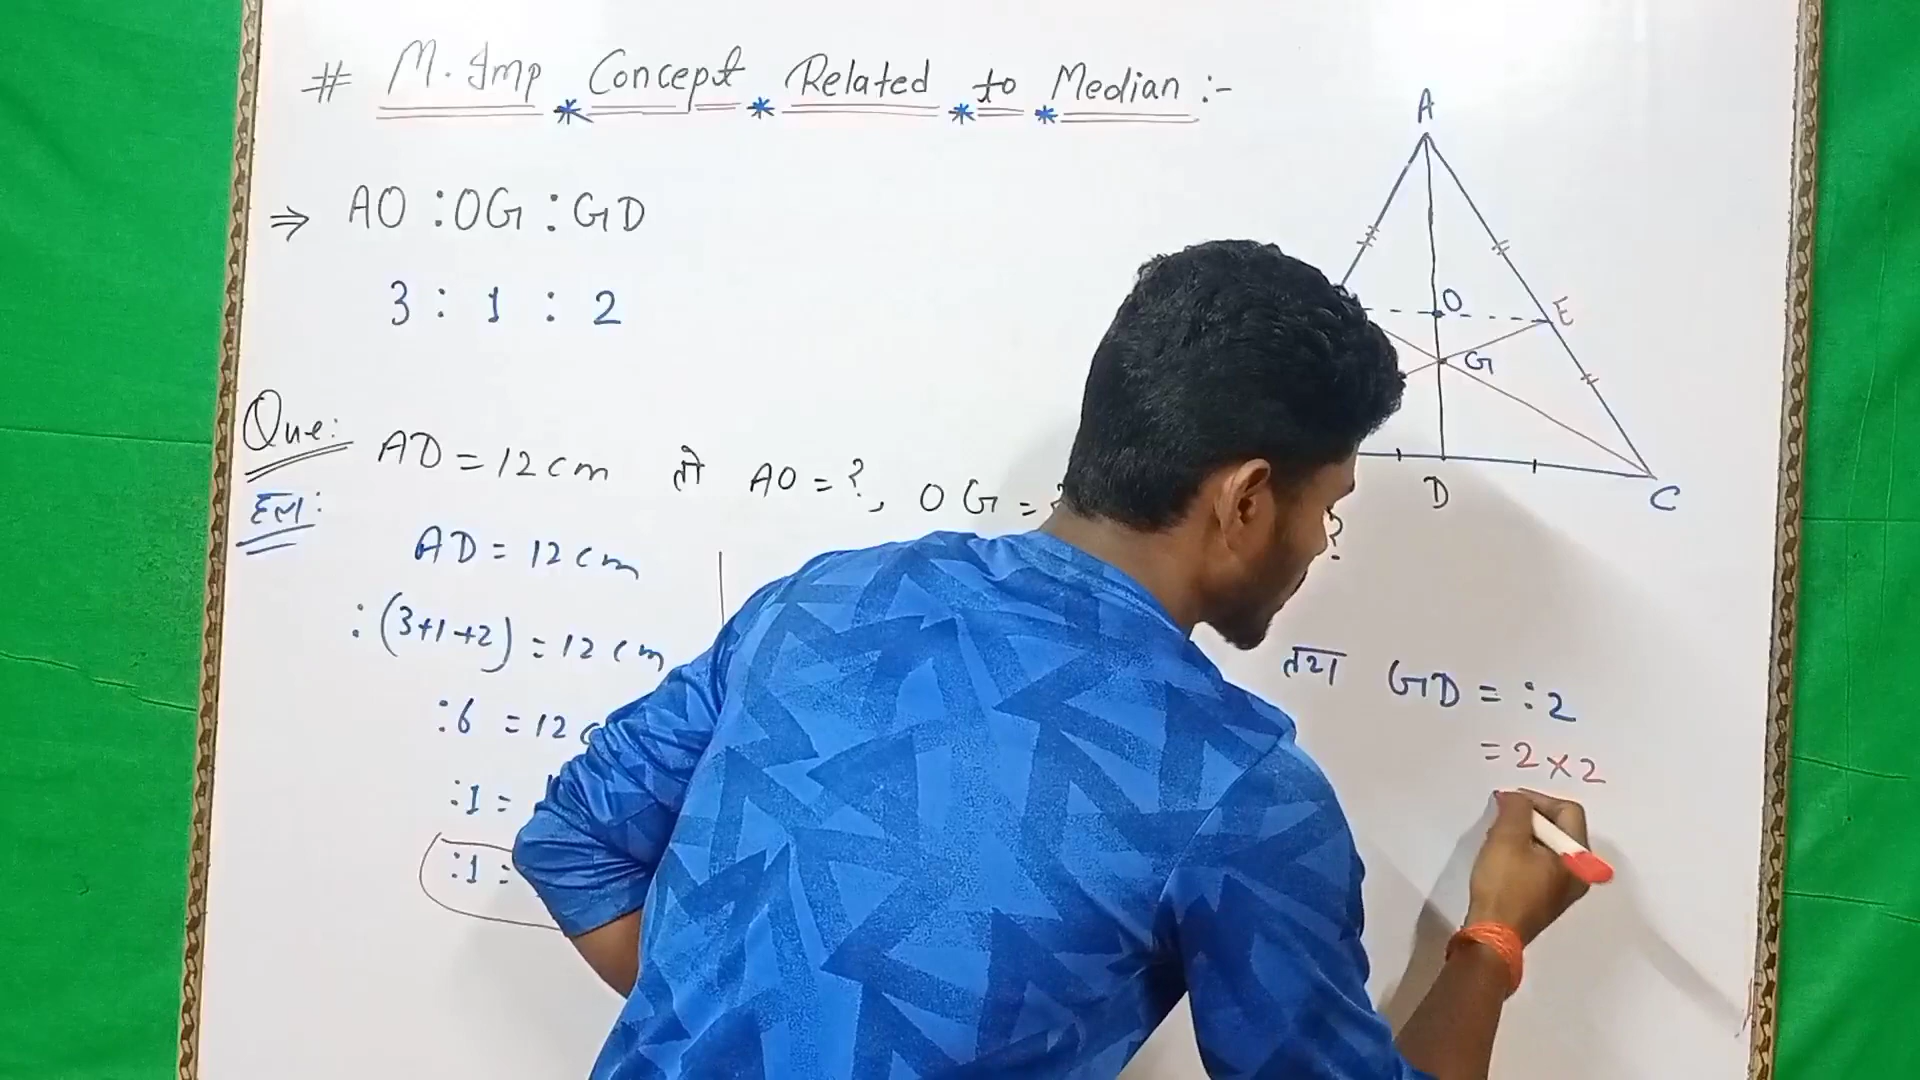 # M. Imp Concept Related to Median :-
⇒ AO : OG : GD
3 : 1 : 2
Que: AD = 12 cm तो AO = ?, OG = ?
?
हल:
AD = 12 cm
:(3+1+2) = 12 cm
:6 = 12 c
:1 =
:1 =
तथा GD = :2
= 2 × 2
A
O
E
G
D
C